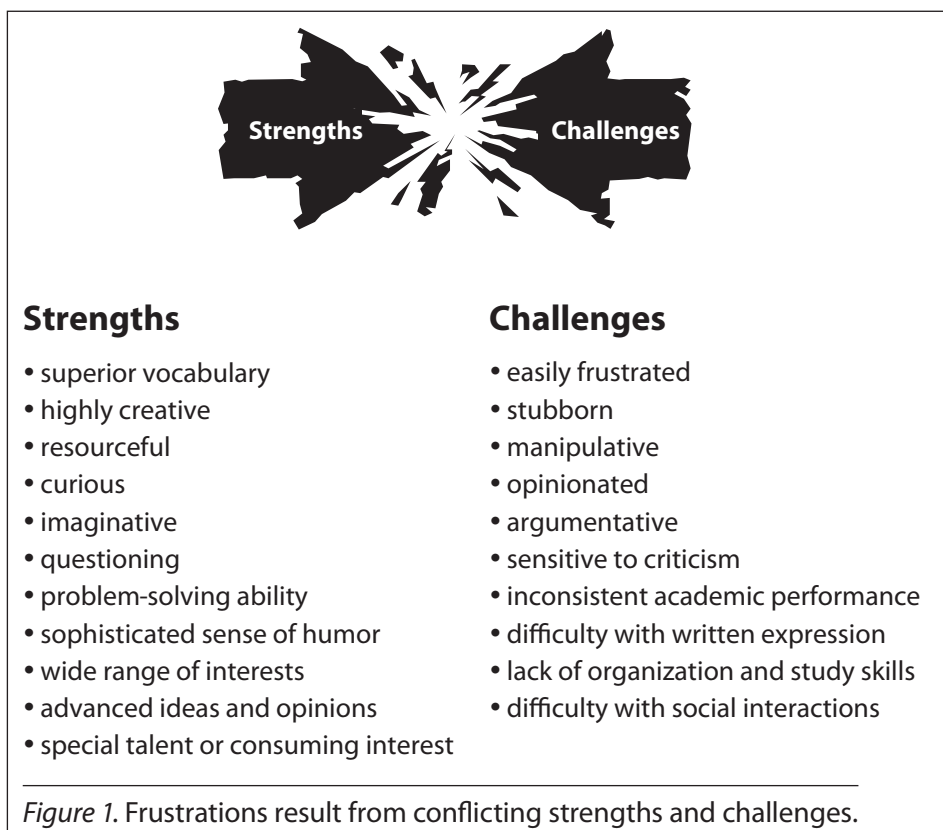 Strengths
Challenges
Strengths
• superior vocabulary
• highly creative
• resourceful
• curious
• imaginative
• questioning
• problem-solving ability
• sophisticated sense of humor
• wide range of interests
• advanced ideas and opinions
• special talent or consuming interest
Challenges
• easily frustrated
• stubborn
• manipulative
• opinionated
• argumentative
• sensitive to criticism
• inconsistent academic performance
• difficulty with written expression
• lack of organization and study skills
• difficulty with social interactions
Figure 1. Frustrations result from conflicting strengths and challenges.